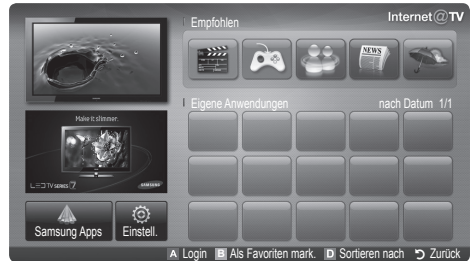 Internet@TV
Empfohlen
NEWS
Eigene Anwendungen nach Datum 1/1
Make it slimmer.
LED TV SERIES 7 SAMSUNG
Samsung Apps Einstell.
A Login B Als Favoriten mark. D Sortieren nach Zurück